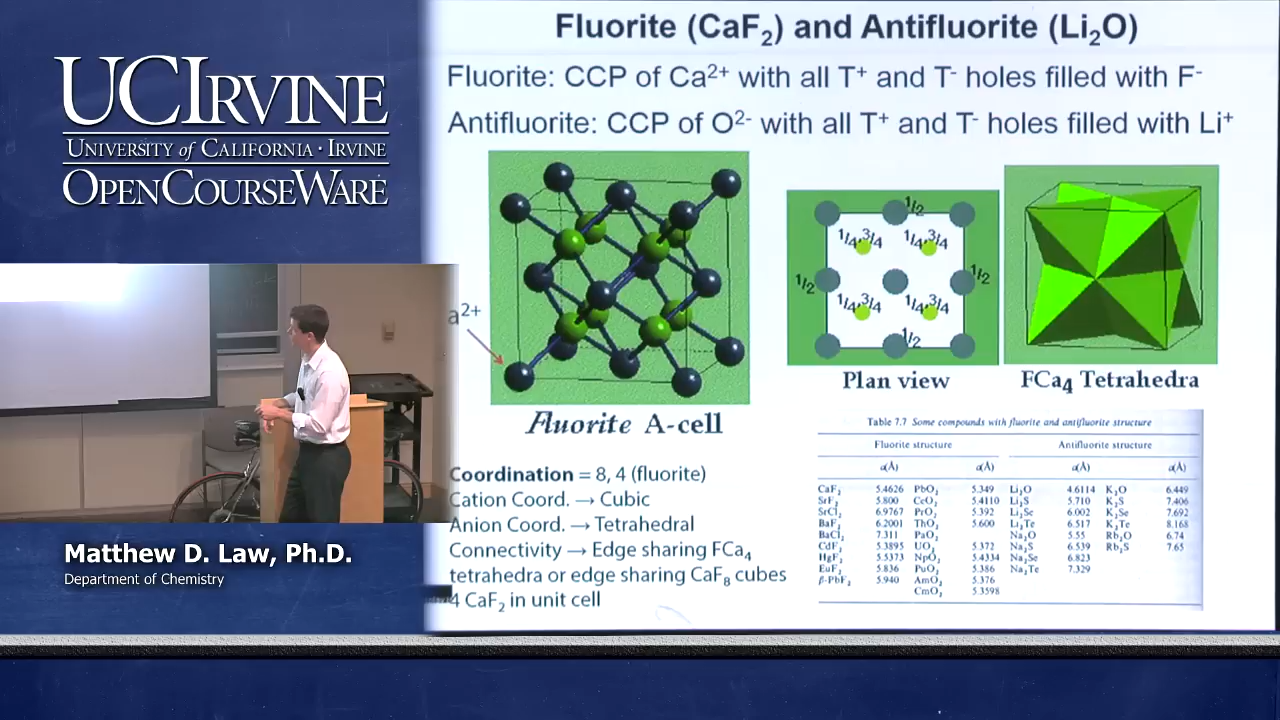 UCIRVINE
UNIVERSITY of CALIFORNIA · IRVINE
OPENCOURSEWARE
Matthew D. Law, Ph.D.
Department of Chemistry
Fluorite (CaF₂) and Antifluorite (Li₂O)
Fluorite: CCP of Ca²⁺ with all T⁺ and T⁻ holes filled with F⁻
Antifluorite: CCP of O²⁻ with all T⁺ and T⁻ holes filled with Li⁺
a²⁺
Fluorite A-cell
1/2
1/4 3/4 1/4 3/4
1/2 1/2
1/4 3/4 1/4 3/4
1/2
Plan view
FCa₄ Tetrahedra
Coordination = 8, 4 (fluorite)
Cation Coord. → Cubic
Anion Coord. → Tetrahedral
Connectivity → Edge sharing FCa₄
tetrahedra or edge sharing CaF₈ cubes
4 CaF₂ in unit cell
Table 7.7 Some compounds with fluorite and antifluorite structure
Fluorite structure Antifluorite structure
a(Å) a(Å) a(Å) a(Å)
CaF₂ 5.4626 PbO₂ 5.349 Li₂O 4.6114 K₂O 6.449
SrF₂ 5.800 CeO₂ 5.4110 Li₂S 5.710 K₂S 7.406
SrCl₂ 6.9767 PrO₂ 5.392 Li₂Se 6.002 K₂Se 7.692
BaF₂ 6.2001 ThO₂ 5.600 Li₂Te 6.517 K₂Te 8.168
BaCl₂ 7.311 PaO₂ Na₂O 5.55 Rb₂O 6.74
CdF₂ 5.3895 UO₂ 5.372 Na₂S 6.539 Rb₂S 7.65
HgF₂ 5.5373 NpO₂ 5.4334 Na₂Se 6.823
EuF₂ 5.836 PuO₂ 5.386 Na₂Te 7.329
β-PbF₂ 5.940 AmO₂ 5.376
CmO₂ 5.3598